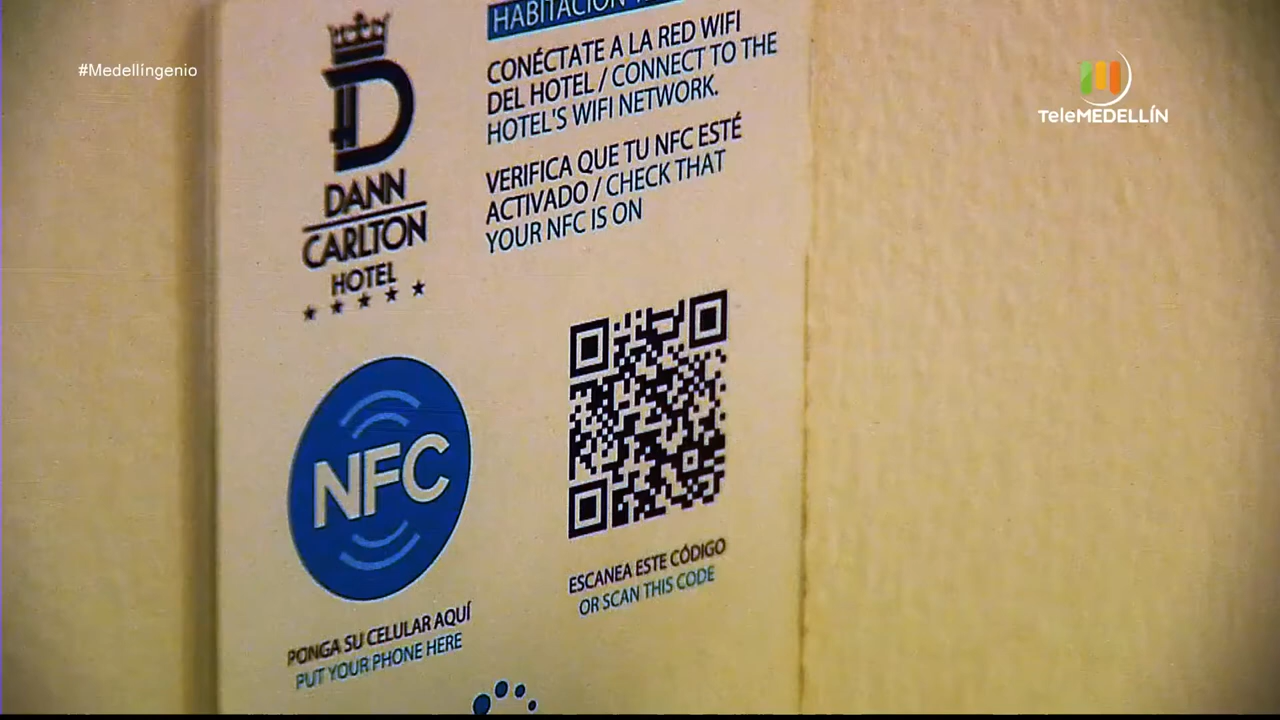 #Medellíngenio
TeleMEDELLÍN
HABITACIÓN
CONÉCTATE A LA RED WIFI
DEL HOTEL / CONNECT TO THE
HOTEL'S WIFI NETWORK.
VERIFICA QUE TU NFC ESTÉ
ACTIVADO / CHECK THAT
YOUR NFC IS ON
D
DANN
CARLTON
HOTEL
NFC
PONGA SU CELULAR AQUÍ
PUT YOUR PHONE HERE
ESCANEA ESTE CÓDIGO
OR SCAN THIS CODE